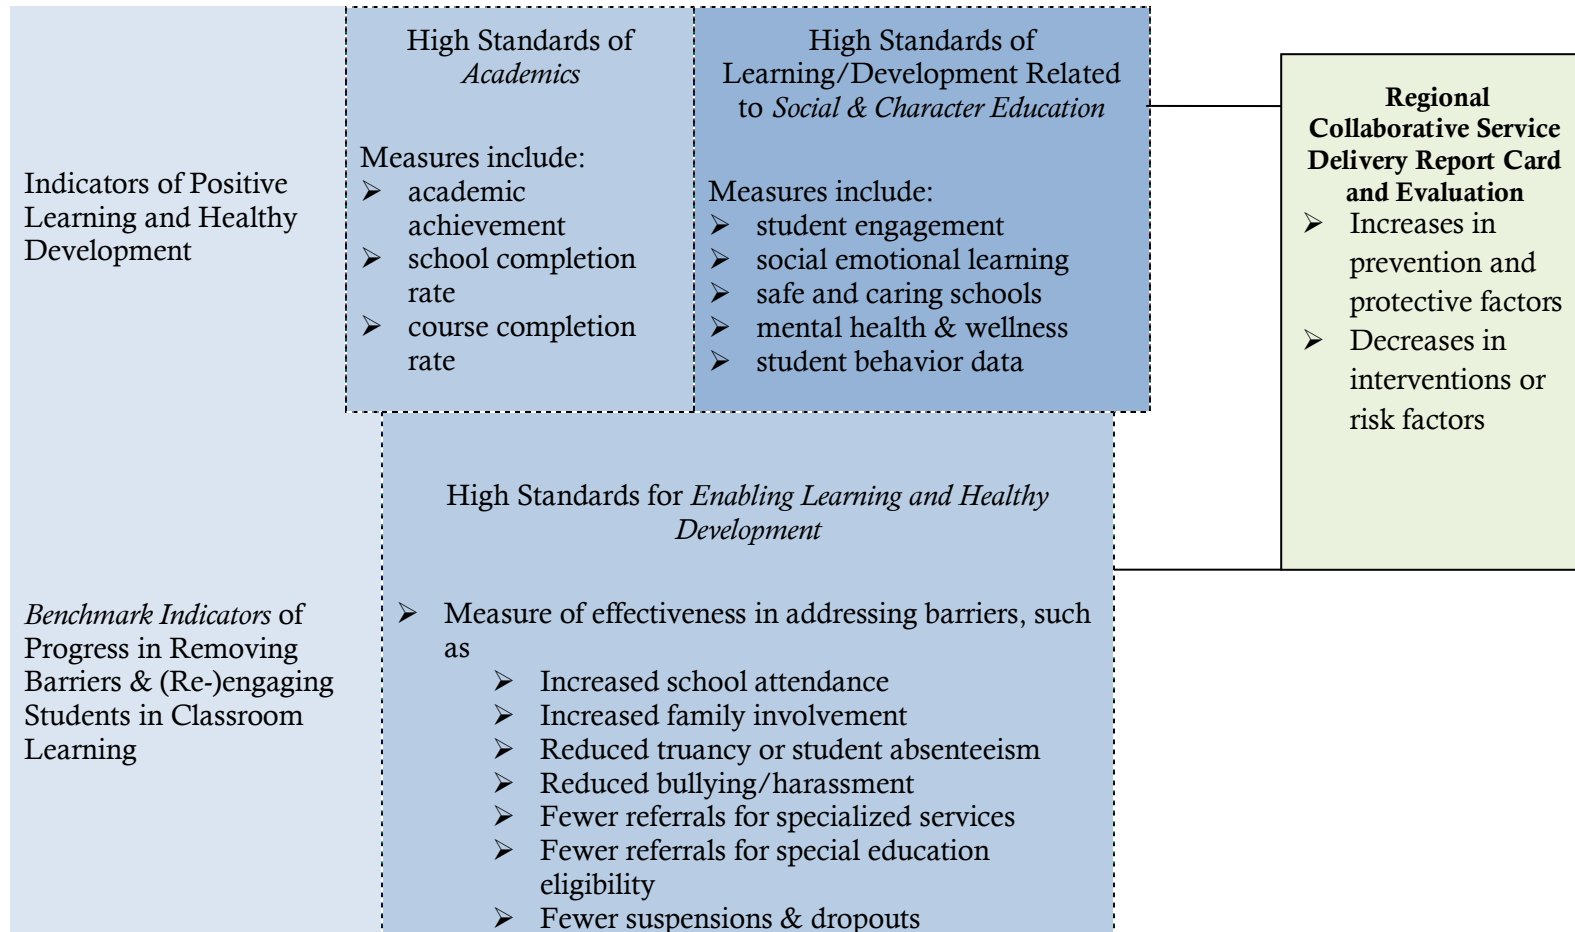 Indicators of Positive
Learning and Healthy
Development
High Standards of
Academics
Measures include:
➢ academic
achievement
➢ school completion
rate
➢ course completion
rate
High Standards of
Learning/Development Related
to Social & Character Education
Measures include:
➢ student engagement
➢ social emotional learning
➢ safe and caring schools
➢ mental health & wellness
➢ student behavior data
Regional
Collaborative Service
Delivery Report Card
and Evaluation
➢ Increases in
prevention and
protective factors
➢ Decreases in
interventions or
risk factors
Benchmark Indicators of
Progress in Removing
Barriers & (Re-)engaging
Students in Classroom
Learning
High Standards for Enabling Learning and Healthy
Development
➢ Measure of effectiveness in addressing barriers, such
as
➢ Increased school attendance
➢ Increased family involvement
➢ Reduced truancy or student absenteeism
➢ Reduced bullying/harassment
➢ Fewer referrals for specialized services
➢ Fewer referrals for special education
eligibility
➢ Fewer suspensions & dropouts